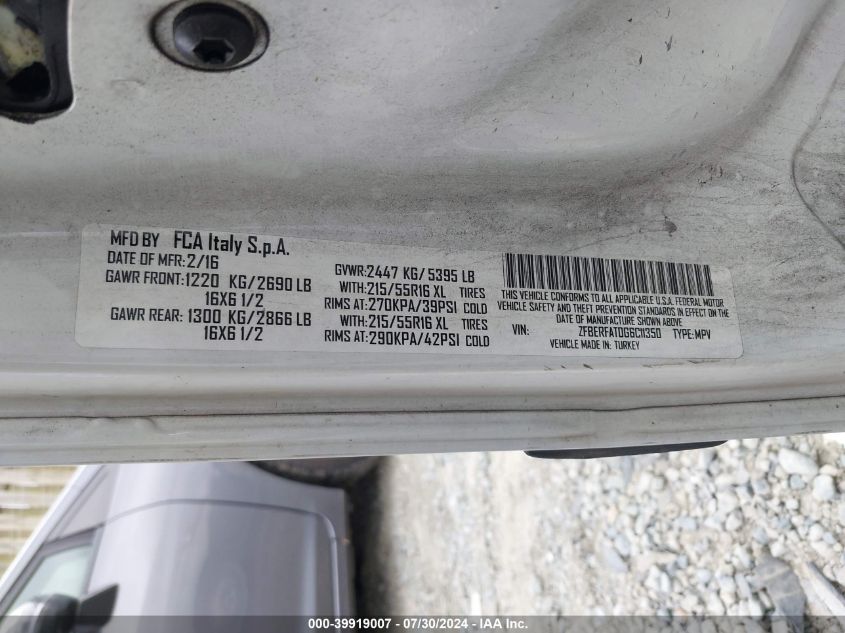 MFD BY FCA Italy S.p.A.
DATE OF MFR:2/16
GAWR FRONT:1220 KG/2690 LB
16X6 1/2
GAWR REAR:1300 KG/2866 LB
16X6 1/2
GVWR:2447 KG/5395 LB
WITH:215/55R16 XL TIRES
RIMS AT:270KPA/39PSI COLD
WITH:215/55R16 XL TIRES
RIMS AT:290KPA/42PSI COLD
THIS VEHICLE CONFORMS TO ALL APPLICABLE U.S.A. FEDERAL MOTOR
VEHICLE SAFETY AND THEFT PREVENTION STANDARDS IN EFFECT ON THE
DATE OF MANUFACTURE SHOWN ABOVE
VIN: ZFBERFATDG6C11350 TYPE:MPV
VEHICLE MADE IN: TURKEY
000-39919007 / 07/30/2024 - IAA Inc.